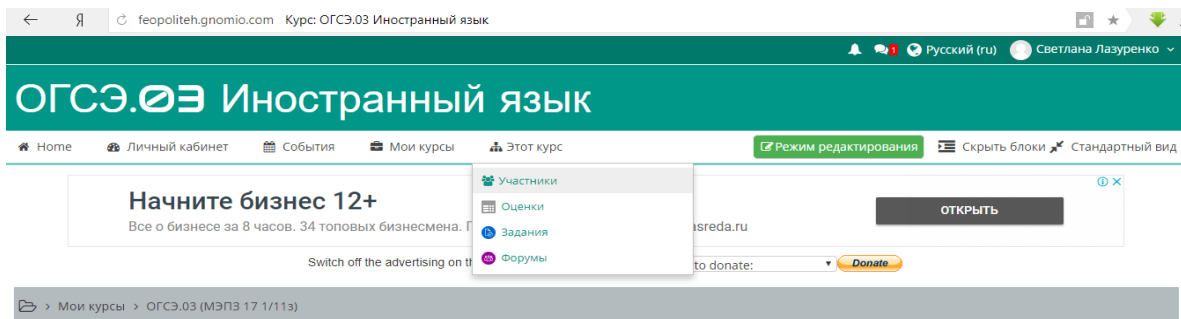 Я feopoliteh.gnomio.com Курс: ОГСЭ.03 Иностранный язык
1 Русский (ru) Светлана Лазуренко
ОГСЭ.03 Иностранный язык
Home Личный кабинет События Мои курсы Этот курс Режим редактирования Скрыть блоки Стандартный вид
Участники
Оценки
Задания
Форумы
Начните бизнес 12+
Все о бизнесе за 8 часов. 34 топовых бизнесмена. asreda.ru
ОТКРЫТЬ
Switch off the advertising on to donate: Donate
> Мои курсы > ОГСЭ.03 (МЭПЗ 17 1/11з)